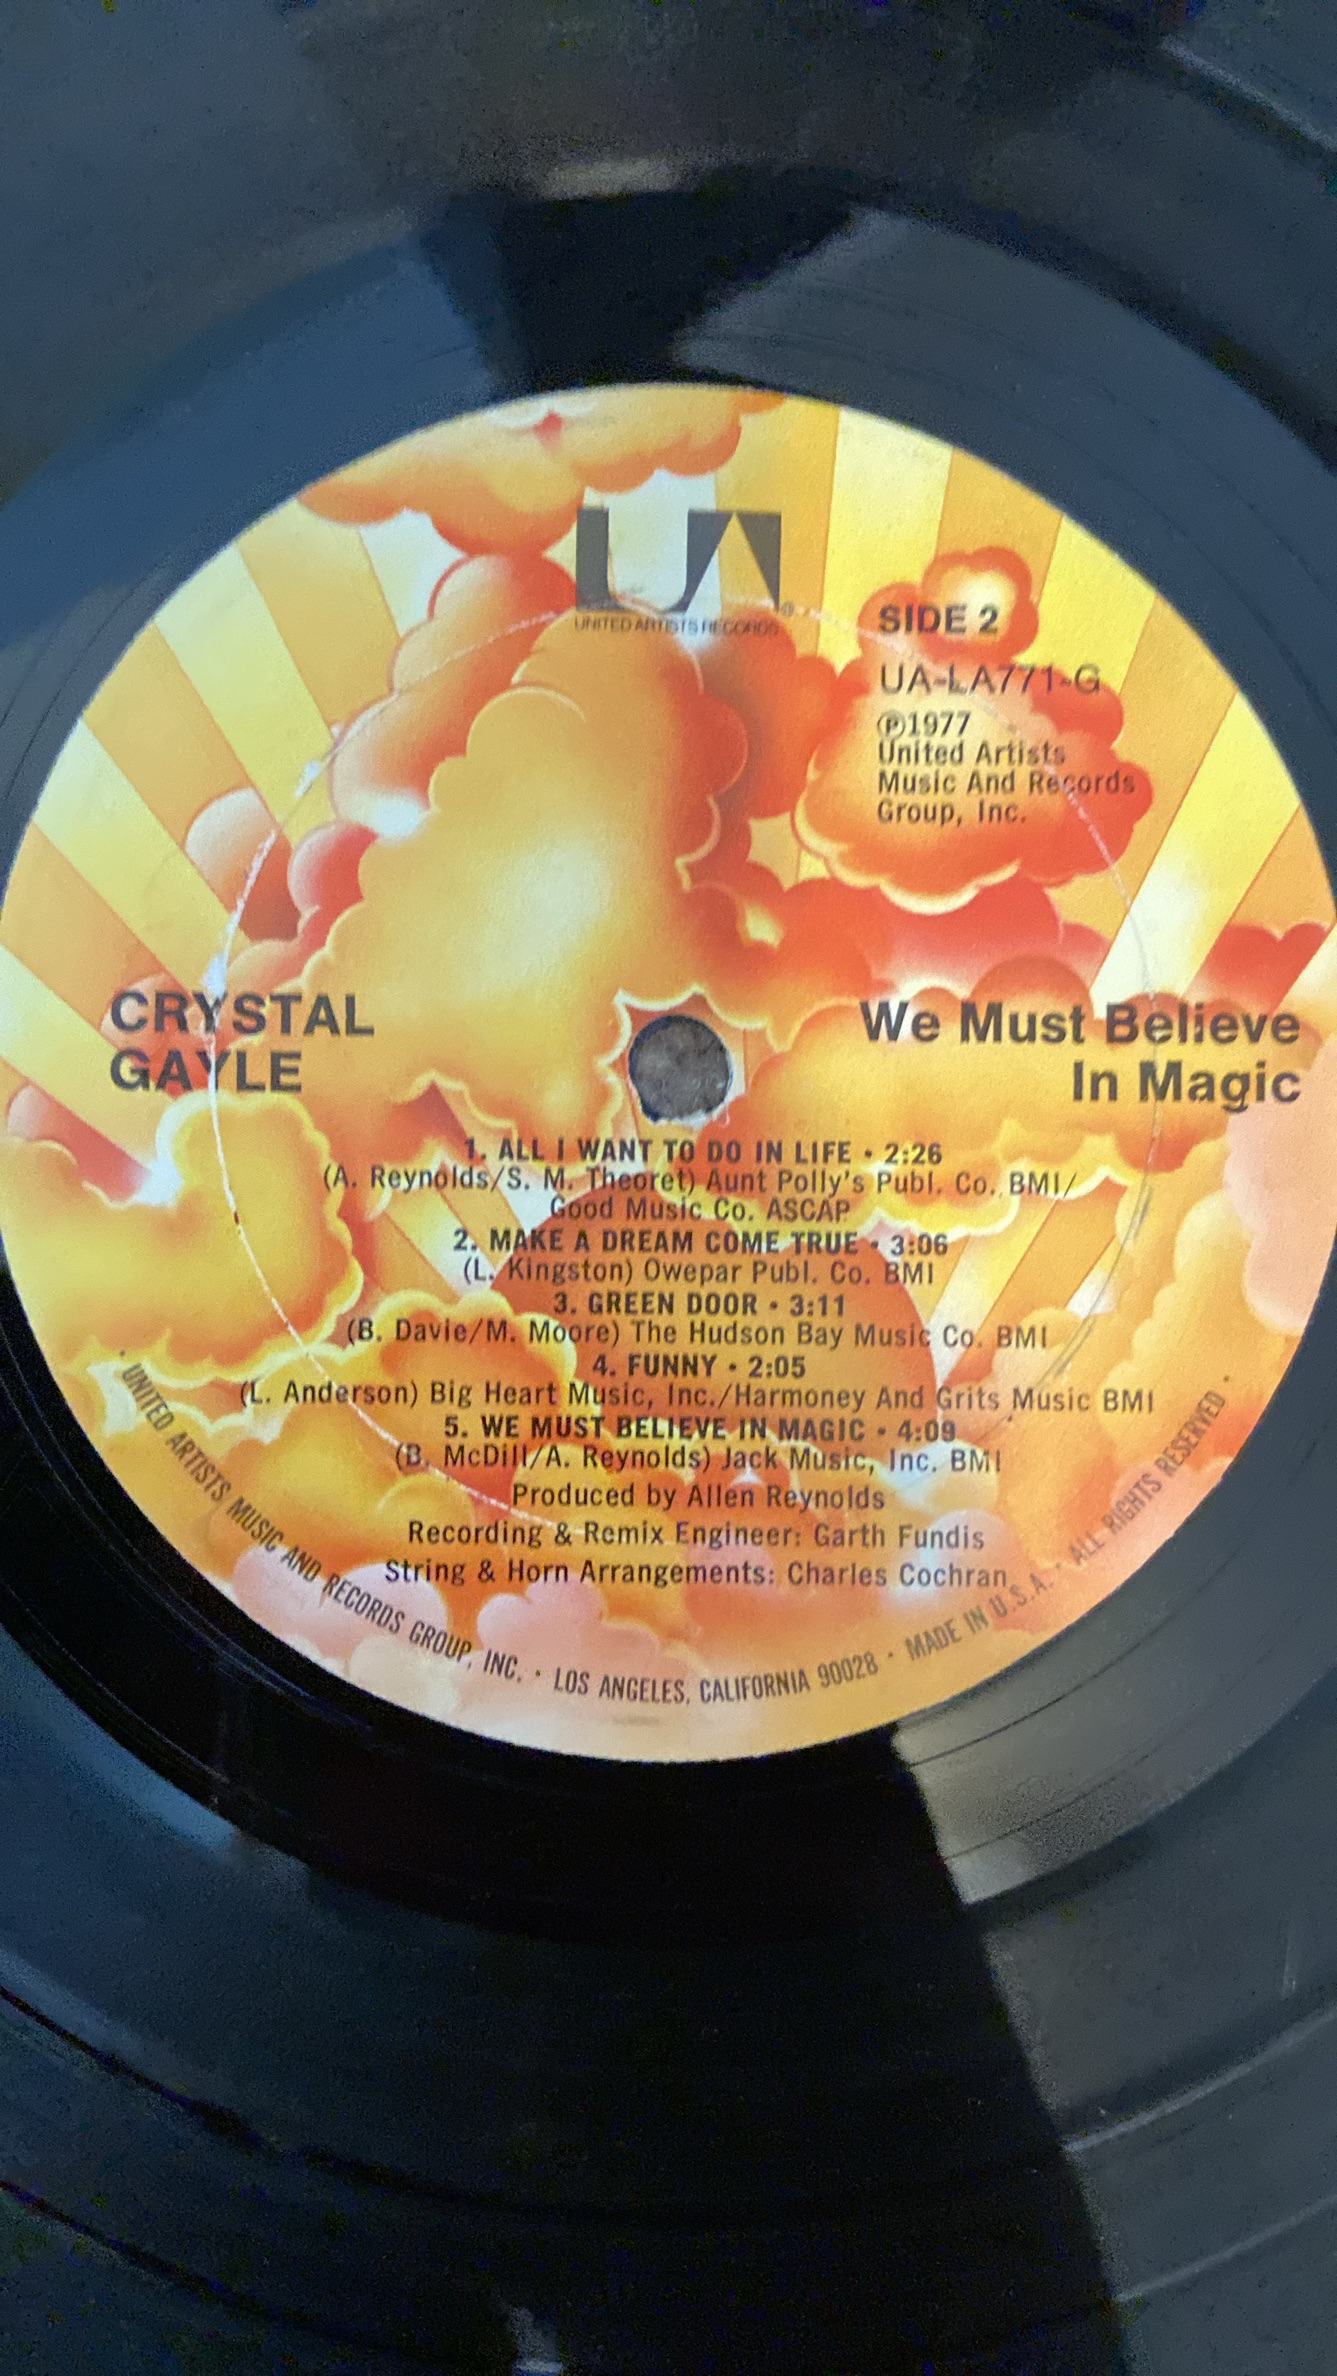 UA®
UNITED ARTISTS RECORDS
SIDE 2
UA-LA771-G
℗1977
United Artists
Music And Records
Group, Inc.
CRYSTAL
GAYLE
We Must Believe
In Magic
1. ALL I WANT TO DO IN LIFE • 2:26
(A. Reynolds/S. M. Theoret) Aunt Polly's Publ. Co. BMI/
Good Music Co. ASCAP
2. MAKE A DREAM COME TRUE • 3:06
(L. Kingston) Owepar Publ. Co. BMI
3. GREEN DOOR • 3:11
(B. Davie/M. Moore) The Hudson Bay Music Co. BMI
4. FUNNY • 2:05
(L. Anderson) Big Heart Music, Inc./Harmoney And Grits Music BMI
5. WE MUST BELIEVE IN MAGIC • 4:09
(B. McDill/A. Reynolds) Jack Music, Inc. BMI
Produced by Allen Reynolds
Recording & Remix Engineer: Garth Fundis
String & Horn Arrangements: Charles Cochran
• UNITED ARTISTS MUSIC AND RECORDS GROUP, INC. • LOS ANGELES, CALIFORNIA 90028 • MADE IN U.S.A. • ALL RIGHTS RESERVED •